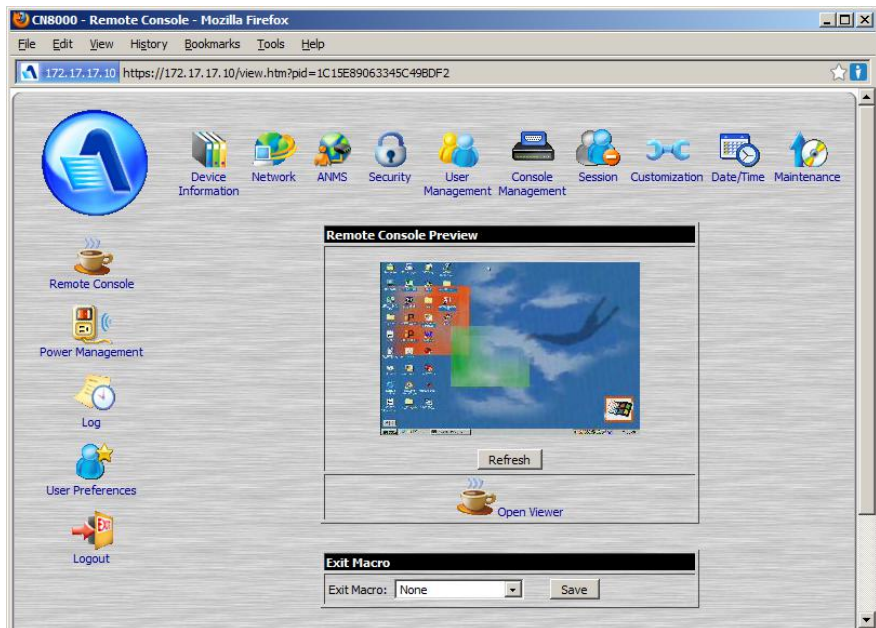 CN8000 - Remote Console - Mozilla Firefox
File Edit View History Bookmarks Tools Help
172.17.17.10 https://172.17.17.10/view.htm?pid=1C15E89063345C49BDF2
Device Information
Network
ANMS
Security
User Management
Console Management
Session
Customization
Date/Time
Maintenance
Remote Console
Power Management
Log
User Preferences
EXIT
Logout
Remote Console Preview
Refresh
Open Viewer
Exit Macro
Exit Macro: None Save